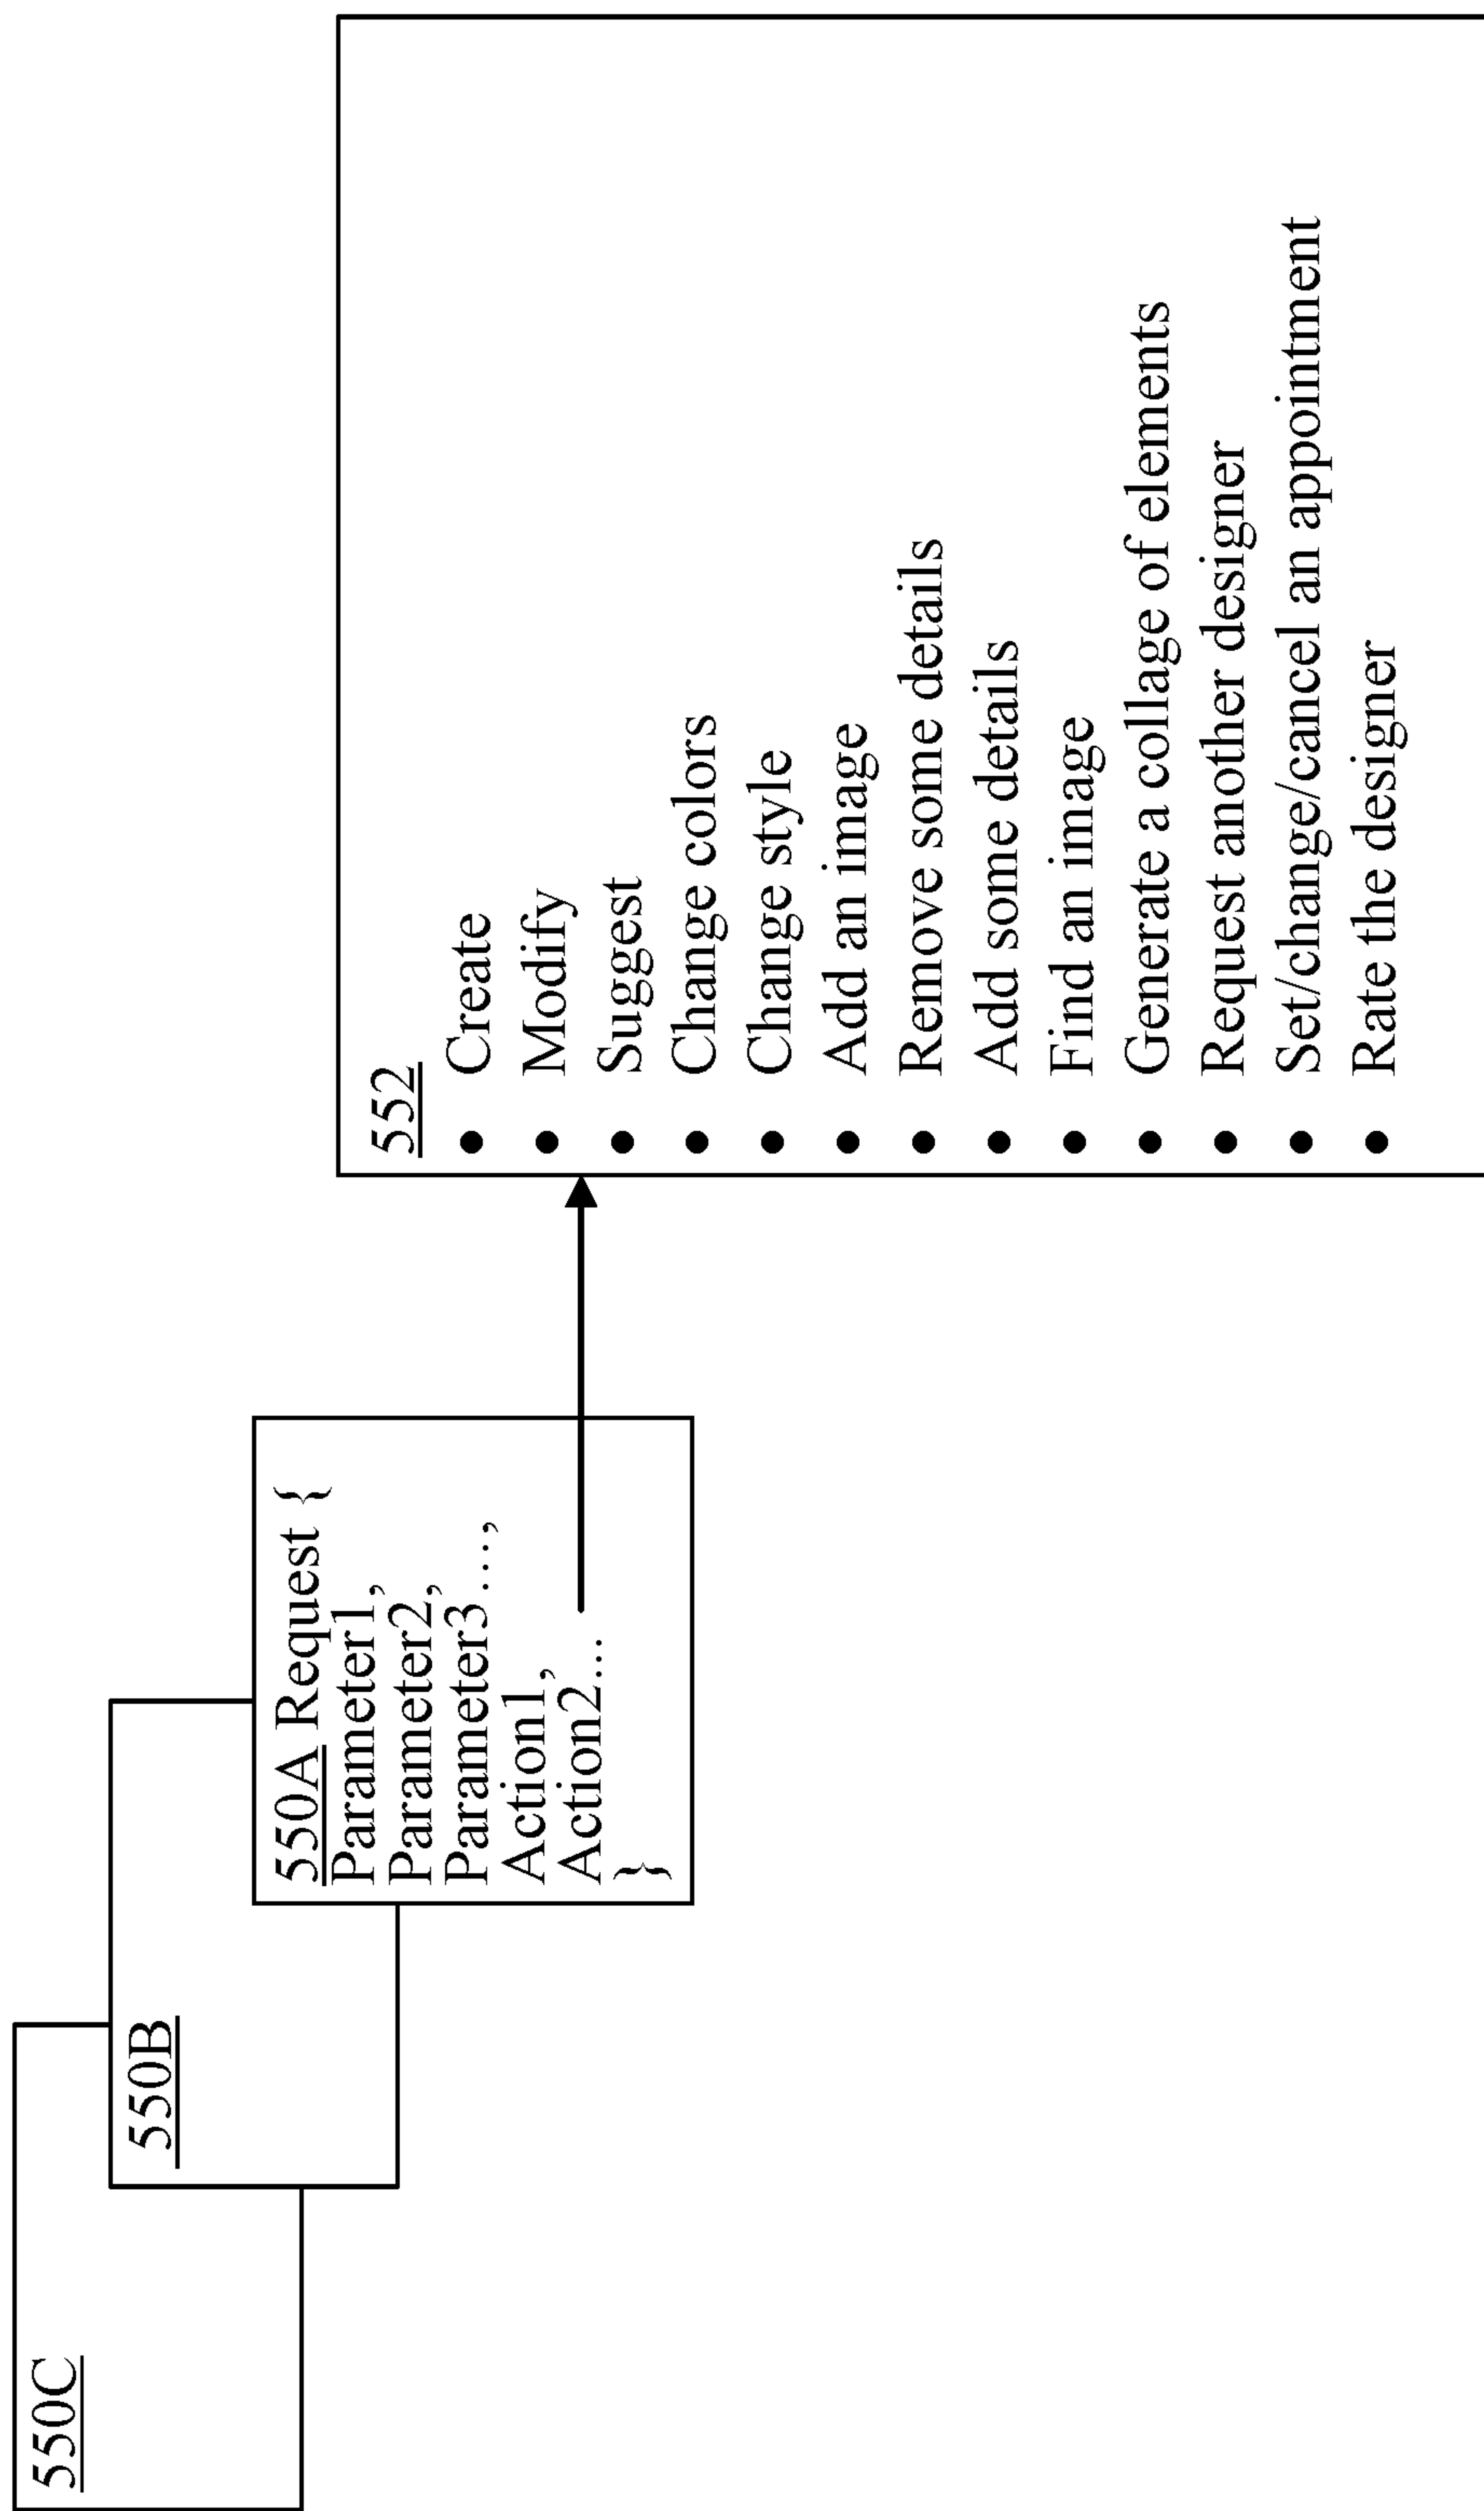 550C
550B
550A Request {
Parameter1,
Parameter2,
Parameter3...,
Action1,
Action2...
}
552
• Create
• Modify
• Suggest
• Change colors
• Change style
• Add an image
• Remove some details
• Add some details
• Find an image
• Generate a collage of elements
• Request another designer
• Set/change/cancel an appointment
• Rate the designer